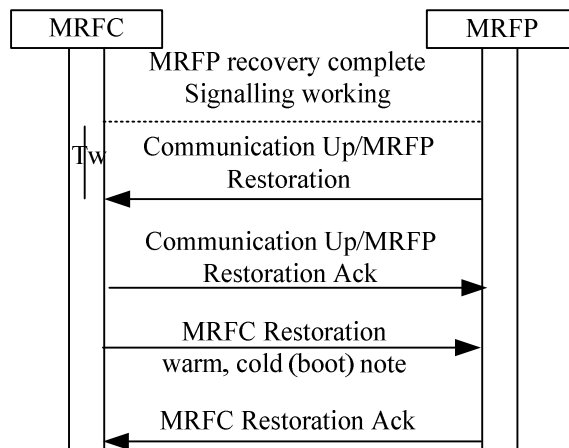 MRFC
MRFP
MRFP recovery complete
Signalling working
Tw
Communication Up/MRFP
Restoration
Communication Up/MRFP
Restoration Ack
MRFC Restoration
warm, cold (boot) note
MRFC Restoration Ack